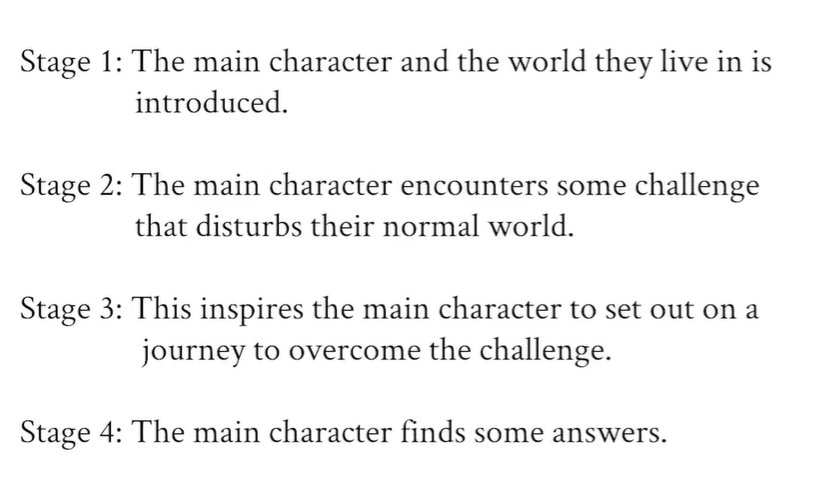 Stage 1: The main character and the world they live in is
introduced.
Stage 2: The main character encounters some challenge
that disturbs their normal world.
Stage 3: This inspires the main character to set out on a
journey to overcome the challenge.
Stage 4: The main character finds some answers.